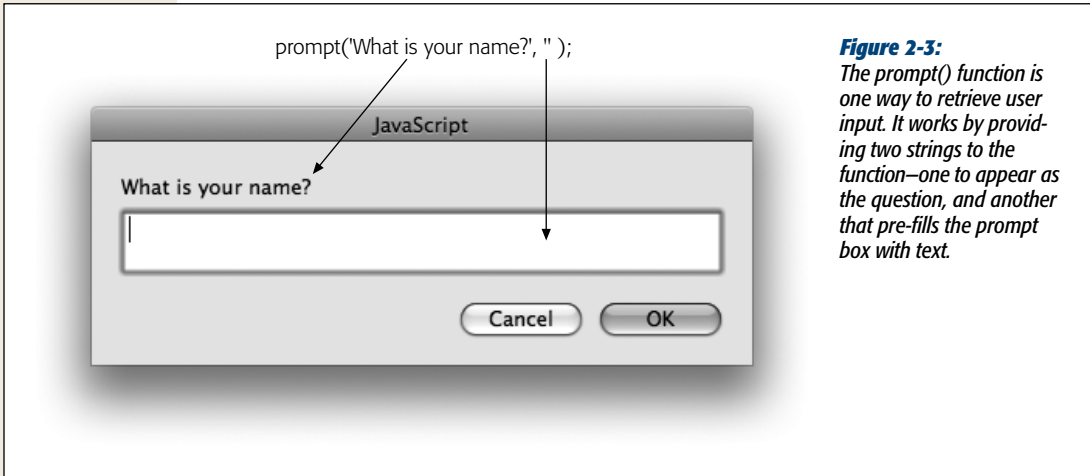 prompt('What is your name?', '' );
JavaScript
What is your name?
Cancel
OK
Figure 2-3:
The prompt() function is
one way to retrieve user
input. It works by provid-
ing two strings to the
function—one to appear as
the question, and another
that pre-fills the prompt
box with text.